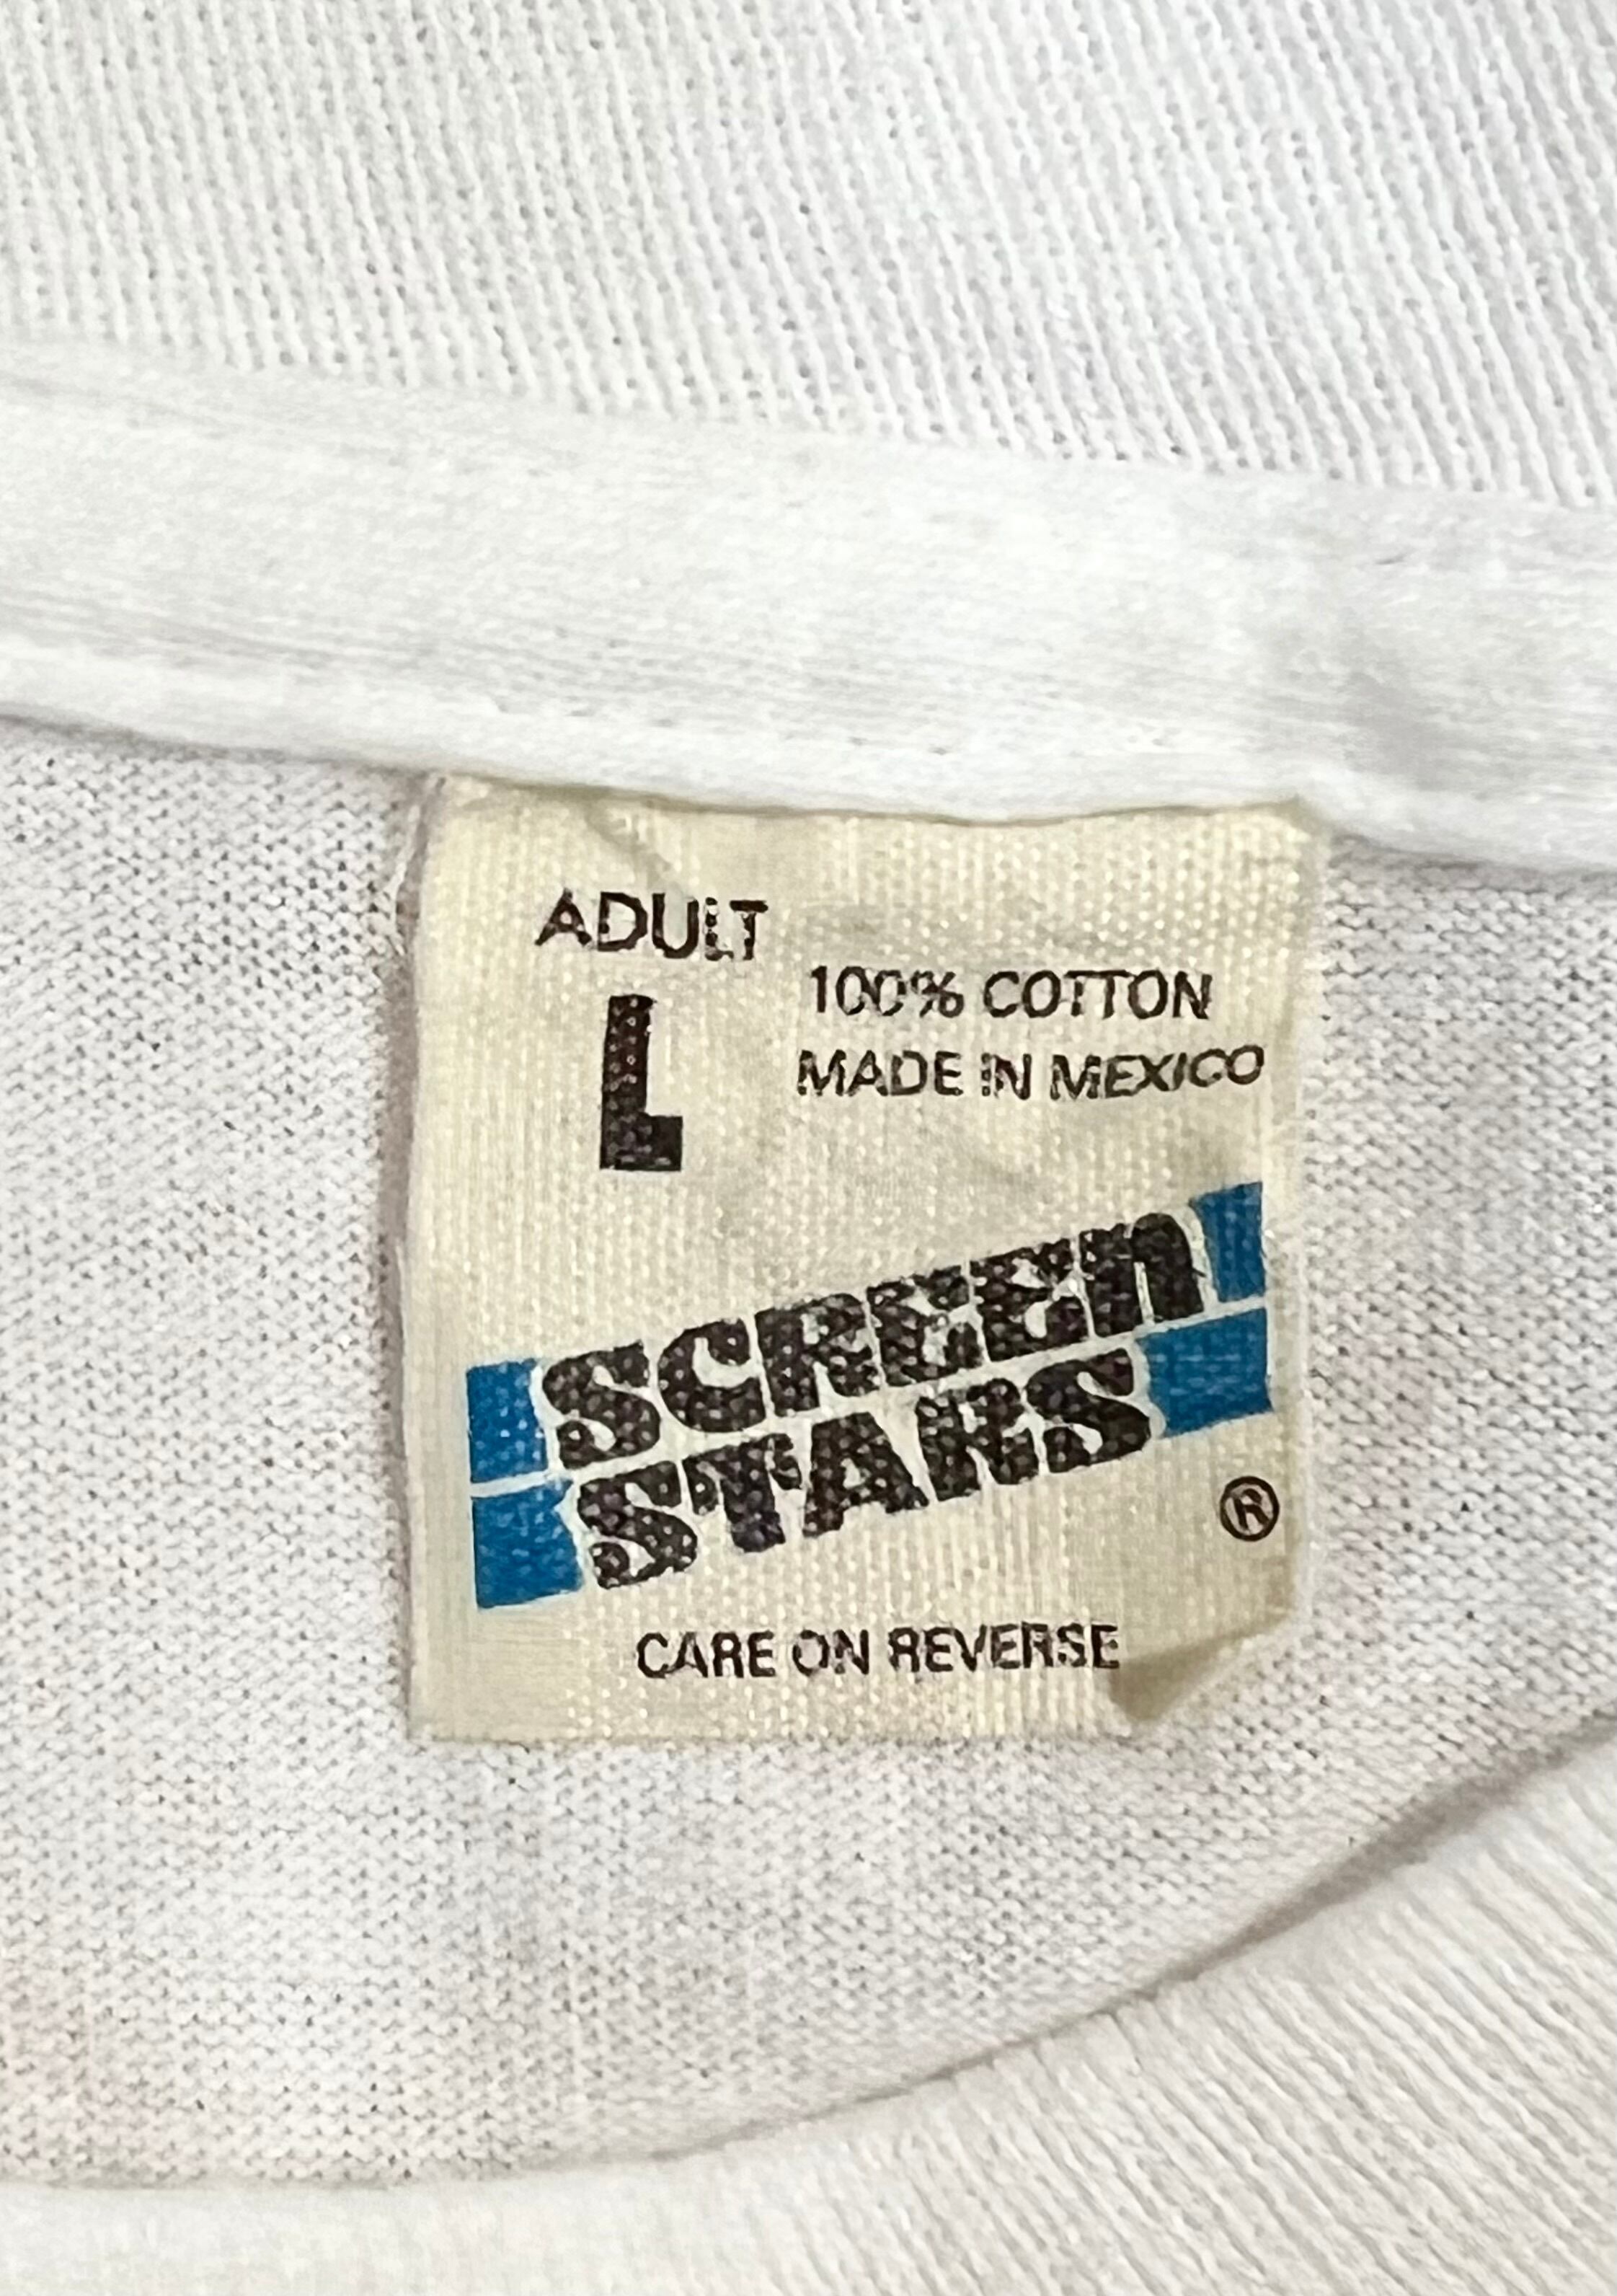 ADULT
L
100% COTTON
MADE IN MEXICO
SCREEN
STARS
®
CARE ON REVERSE